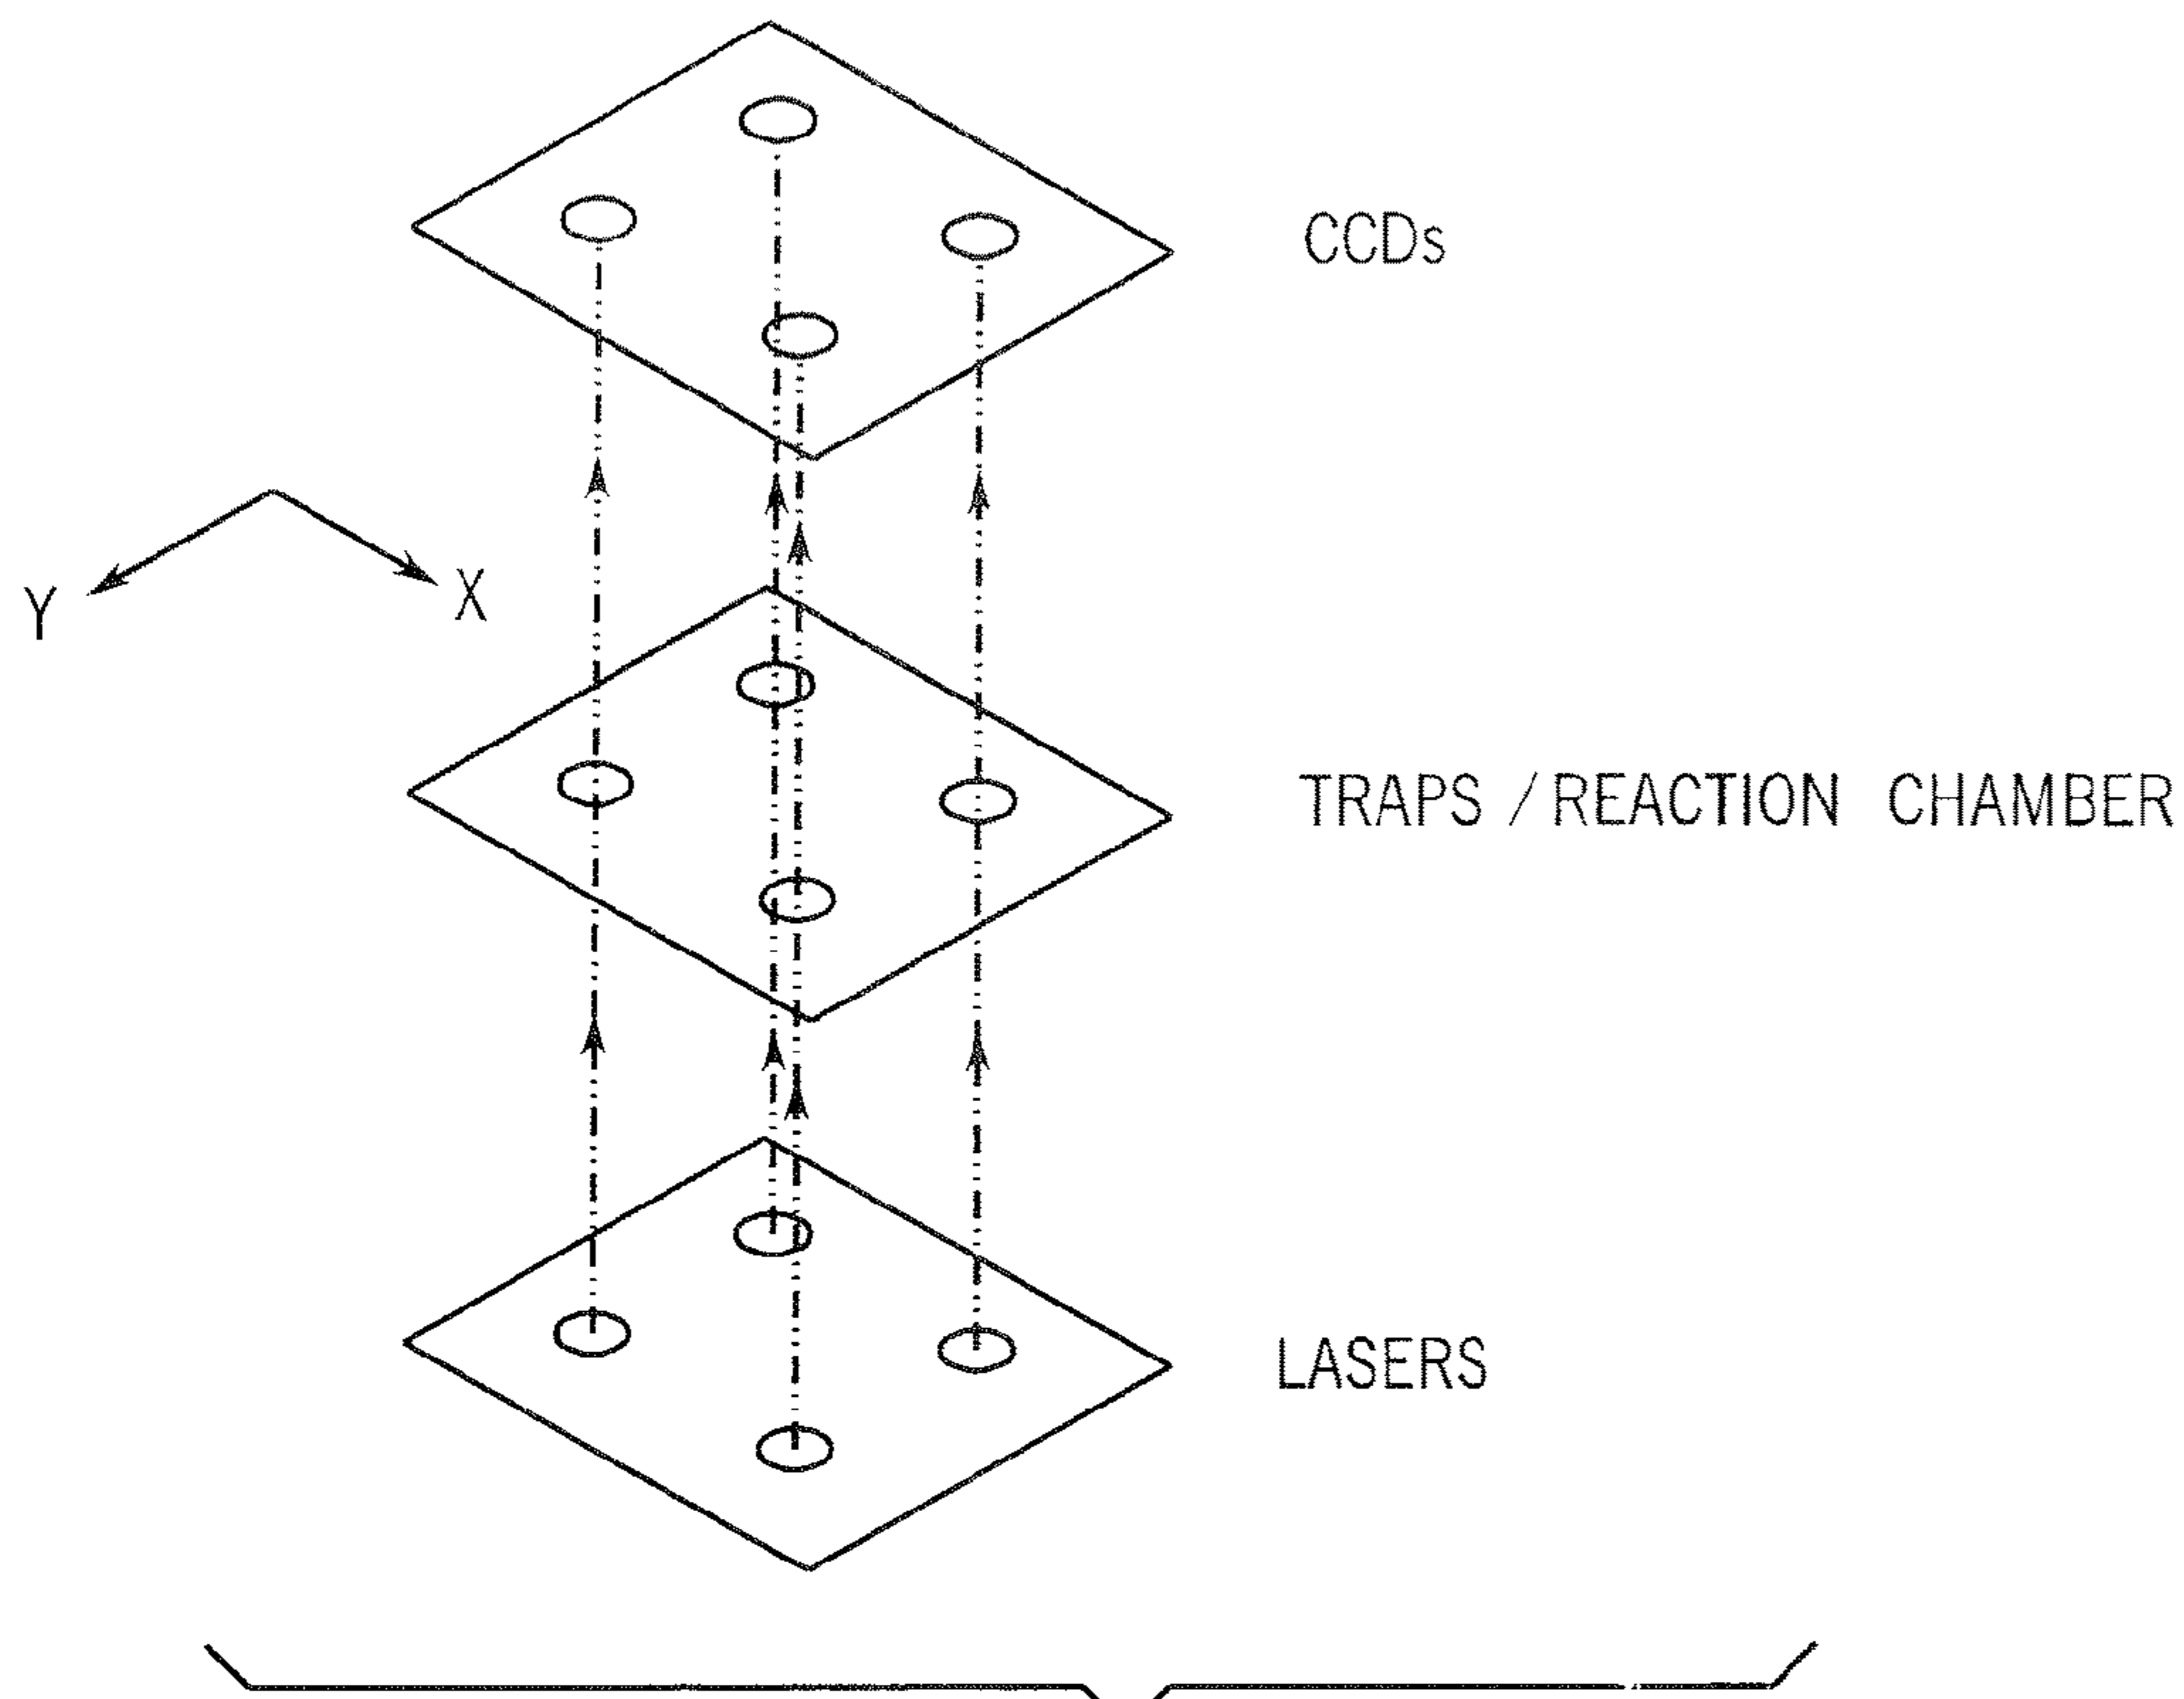 CCDs
Y
X
TRAPS / REACTION CHAMBER
LASERS